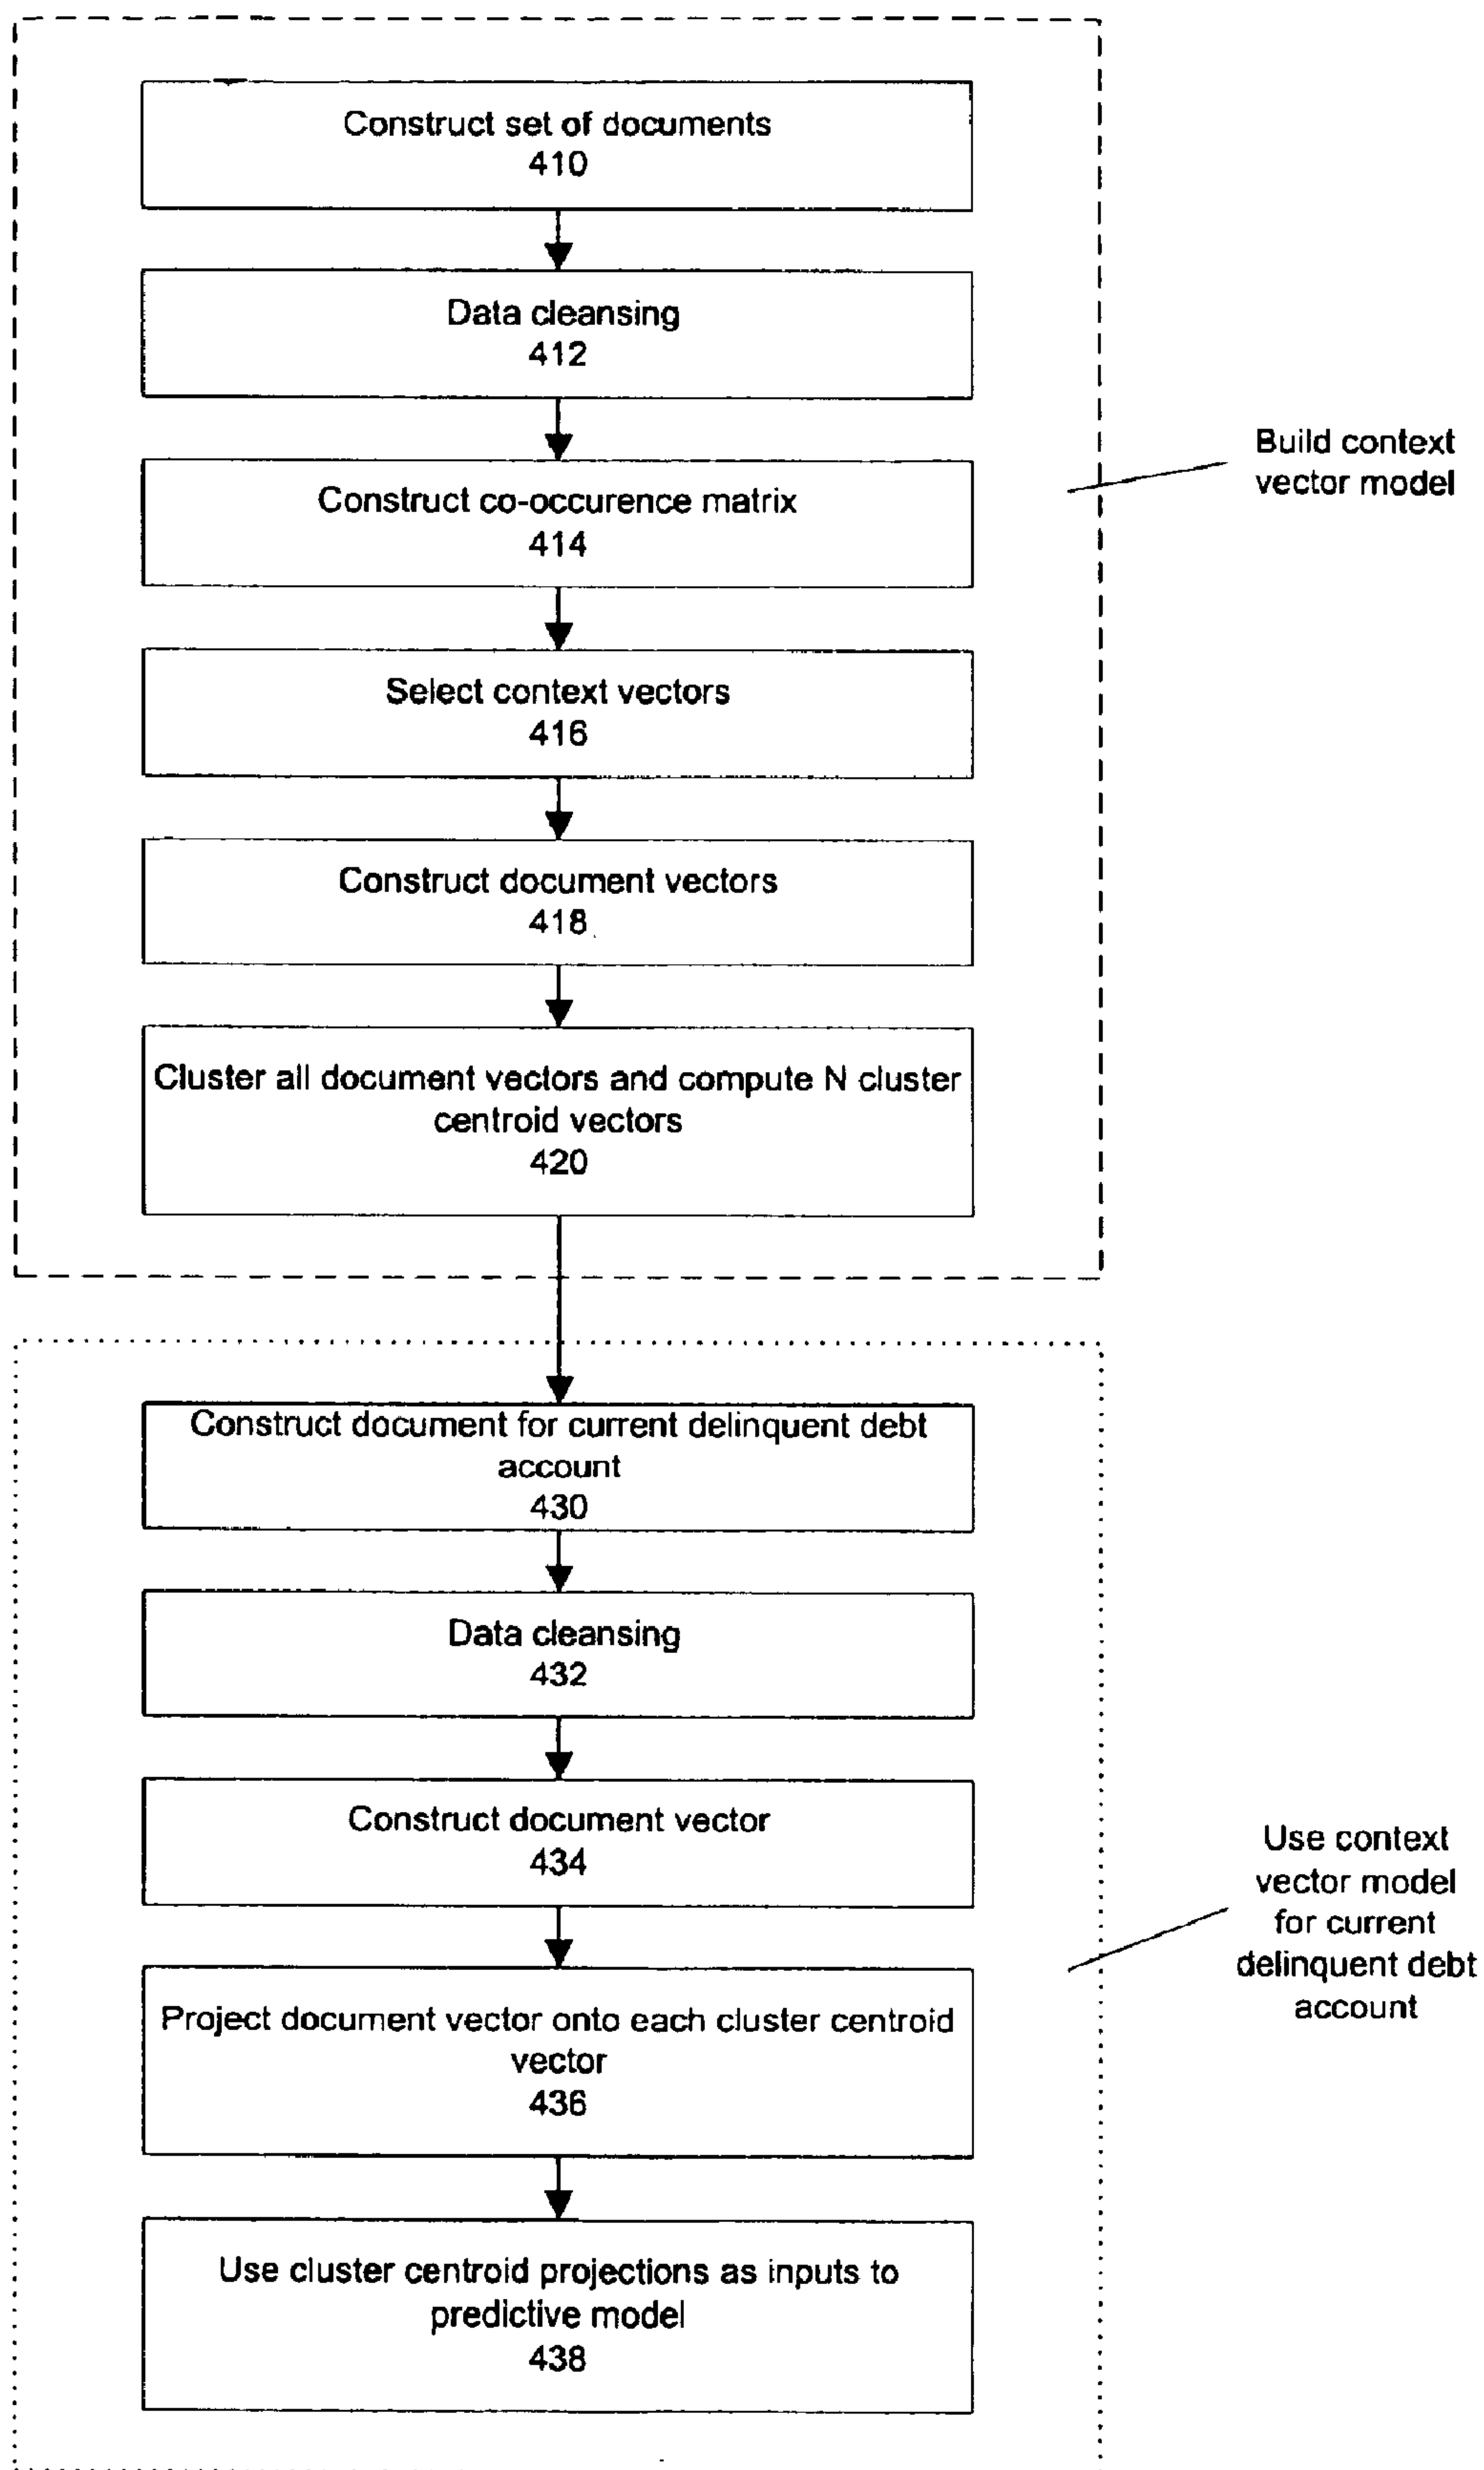 Construct set of documents
410
Data cleansing
412
Build context
vector model
Construct co-occurence matrix
414
Select context vectors
416
Construct document vectors
418
Cluster all document vectors and compute N cluster
centroid vectors
420
Construct document for current delinquent debt
account
430
Data cleansing
432
Construct document vector
434
Use context
vector model
for current
delinquent debt
account
Project document vector onto each cluster centroid
vector
436
Use cluster centroid projections as inputs to
predictive model
438